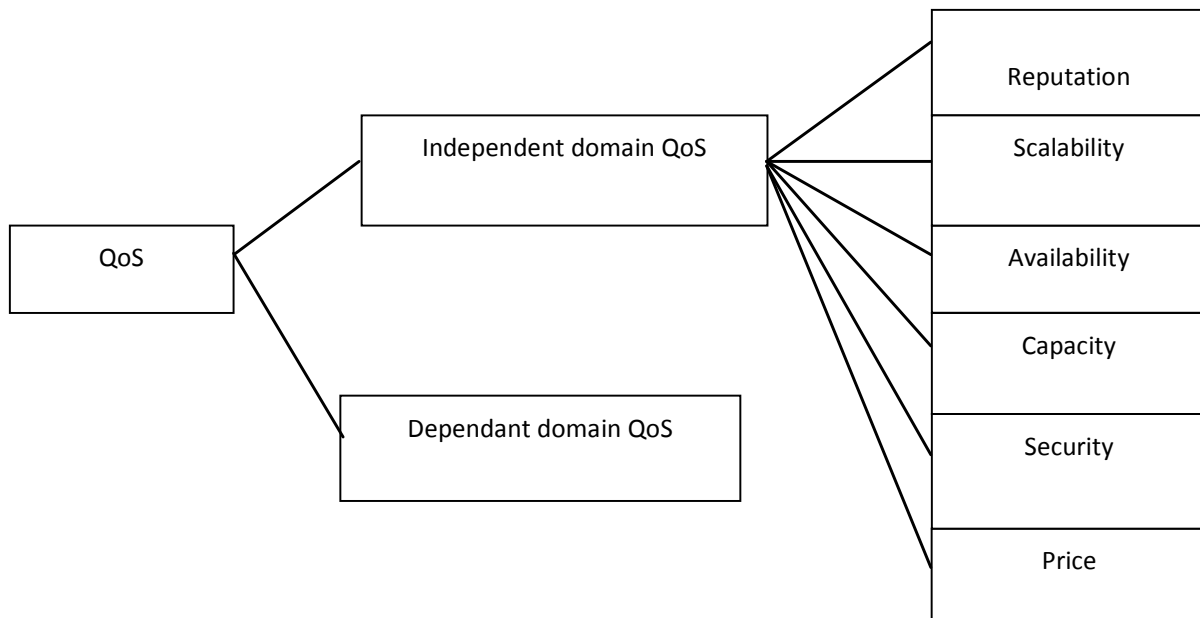 QoS
Independent domain QoS
Dependant domain QoS
Reputation
Scalability
Availability
Capacity
Security
Price